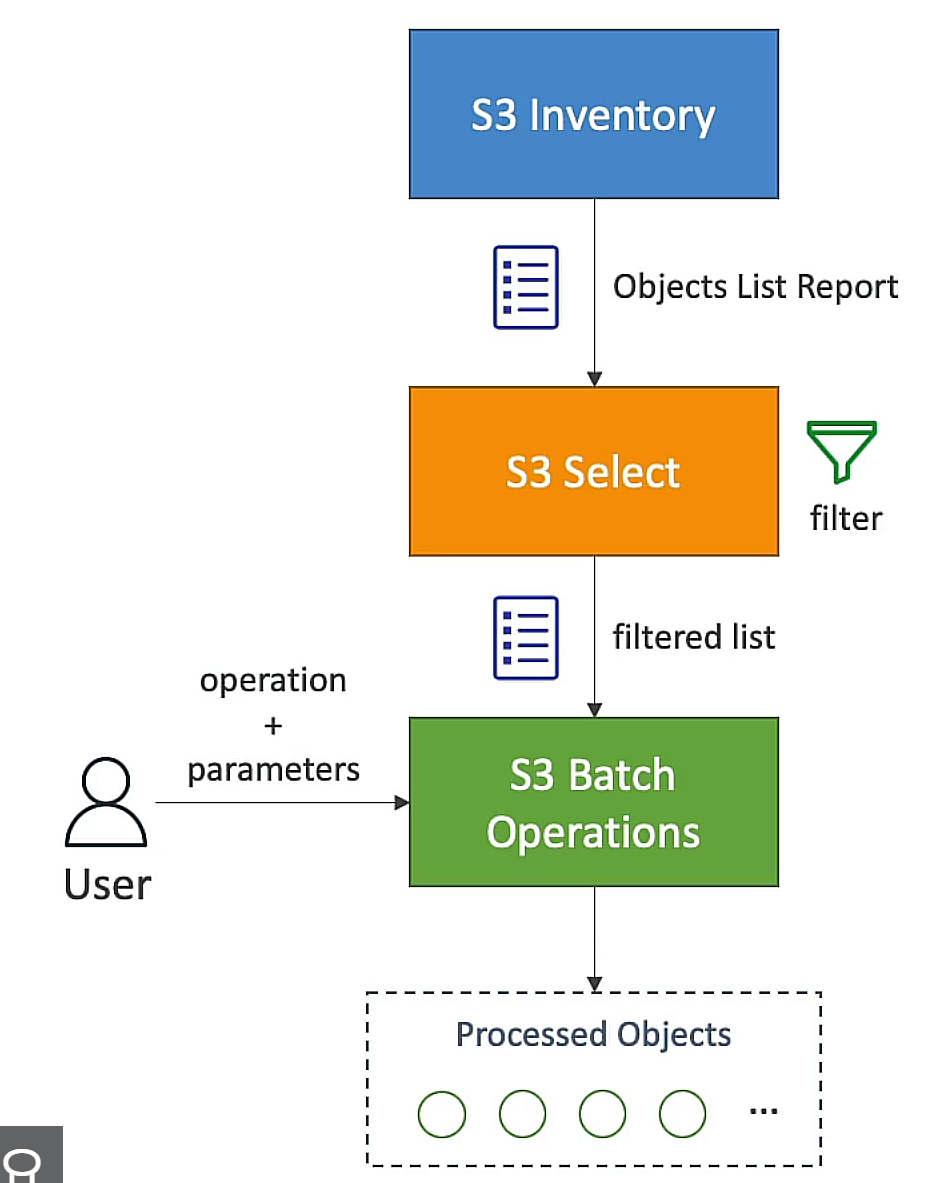 S3 Inventory
Objects List Report
S3 Select
filter
filtered list
operation
+
parameters
User
S3 Batch
Operations
Processed Objects
...